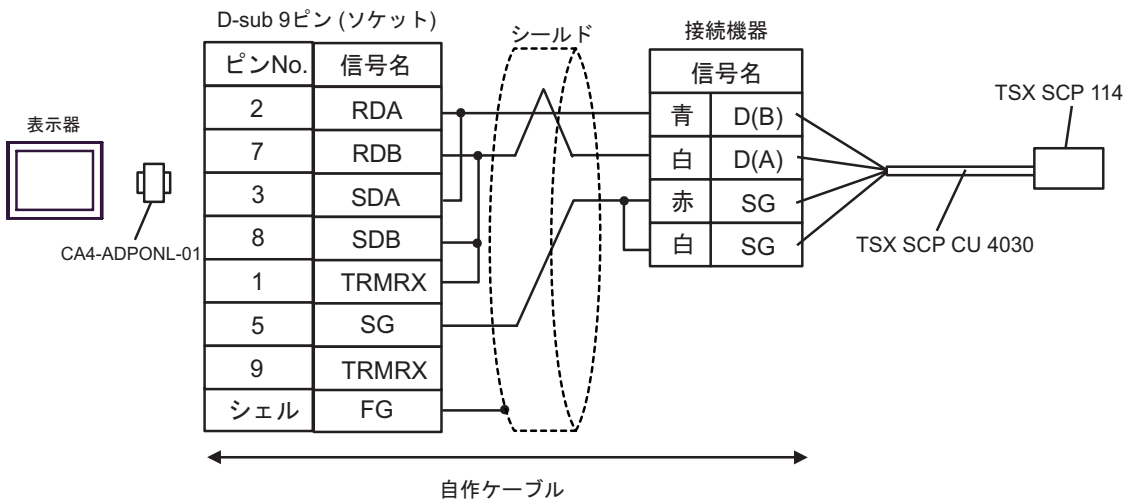 D-sub 9ピン (ソケット)
シールド
接続機器
ピンNo. 信号名
信号名
2 RDA
青 D(B)
TSX SCP 114
表示器
7 RDB
白 D(A)
3 SDA
赤 SG
8 SDB
白 SG
CA4-ADPONL-01
TSX SCP CU 4030
1 TRMRX
5 SG
9 TRMRX
シェル FG
自作ケーブル